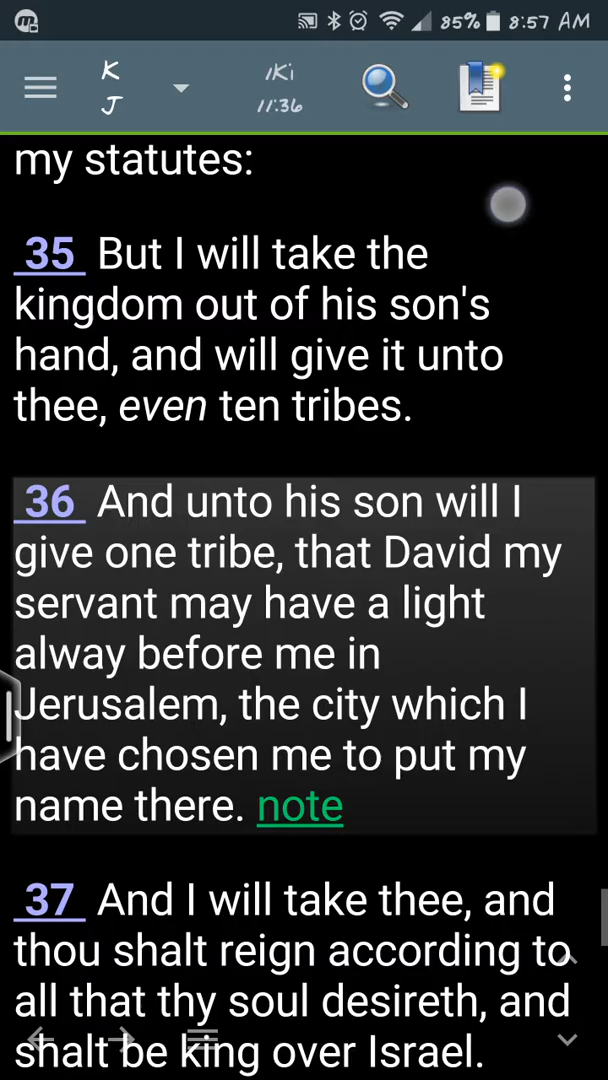 85% 8:57 AM
K
J
1Ki
11:36
my statutes:
35 But I will take the
kingdom out of his son's
hand, and will give it unto
thee, even ten tribes.
36 And unto his son will I
give one tribe, that David my
servant may have a light
alway before me in
Jerusalem, the city which I
have chosen me to put my
name there. note
37 And I will take thee, and
thou shalt reign according to
all that thy soul desireth, and
shalt be king over Israel.